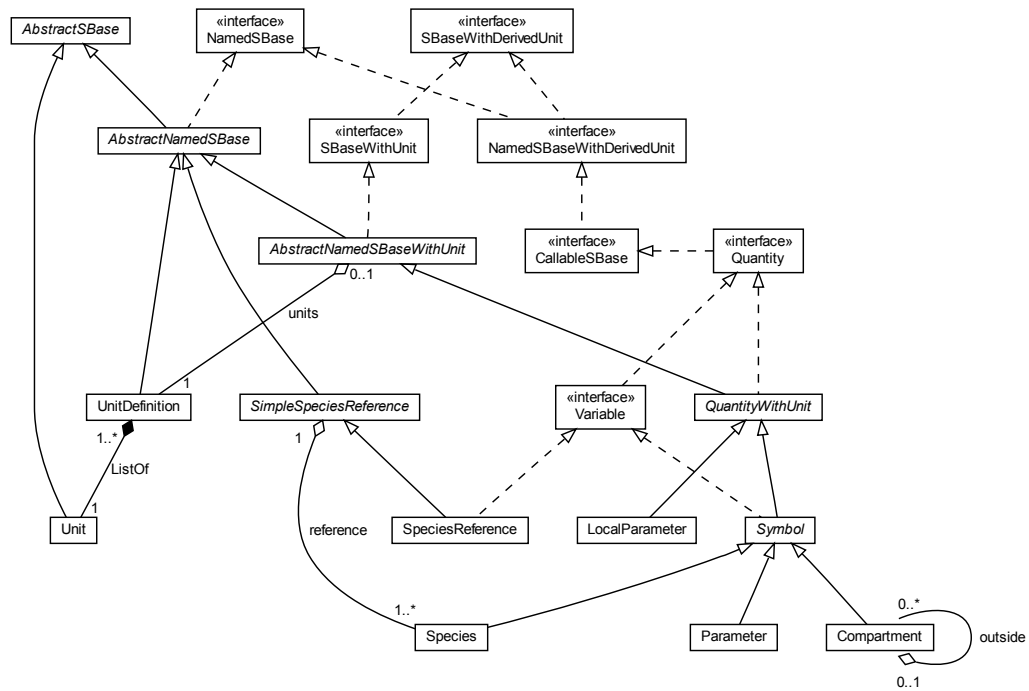 AbstractSBase
«interface»
NamedSBase
«interface»
SBaseWithDerivedUnit
AbstractNamedSBase
«interface»
SBaseWithUnit
«interface»
NamedSBaseWithDerivedUnit
AbstractNamedSBaseWithUnit
«interface»
CallableSBase
«interface»
Quantity
0..1
units
1
UnitDefinition
SimpleSpeciesReference
«interface»
Variable
QuantityWithUnit
1..*
1
ListOf
1
Unit
reference
SpeciesReference
LocalParameter
Symbol
1..*
Species
Parameter
Compartment
0..*
outside
0..1